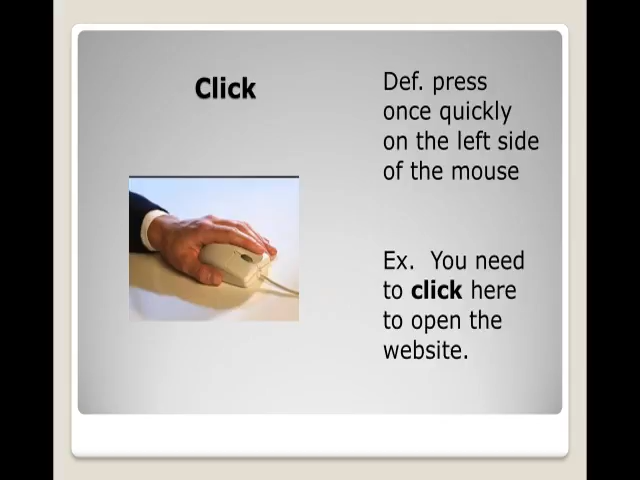 Click
Def. press
once quickly
on the left side
of the mouse
Ex.  You need
to click here
to open the
website.